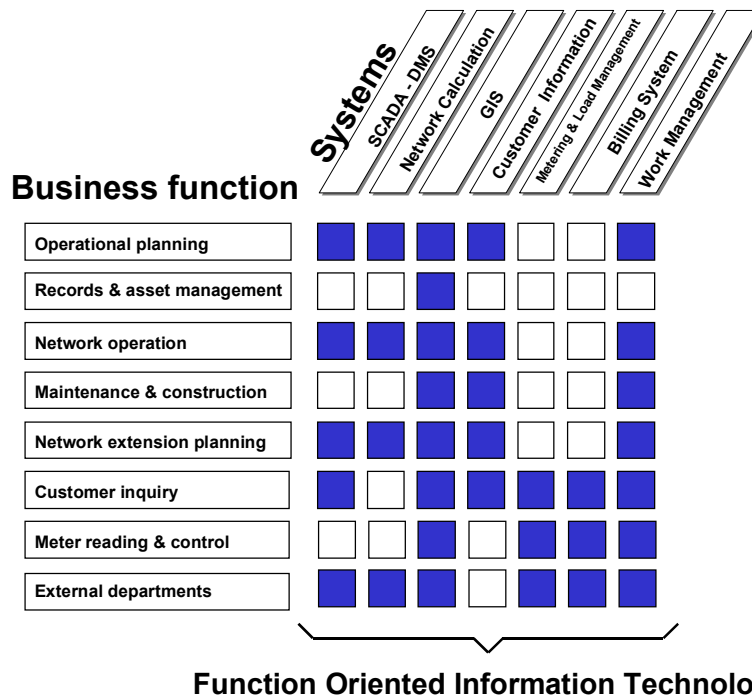 Systems
SCADA - DMS
Network Calculation
GIS
Customer Information
Metering & Load Management
Billing System
Work Management
Business function
Operational planning
Records & asset management
Network operation
Maintenance & construction
Network extension planning
Customer inquiry
Meter reading & control
External departments
Function Oriented Information Technolo